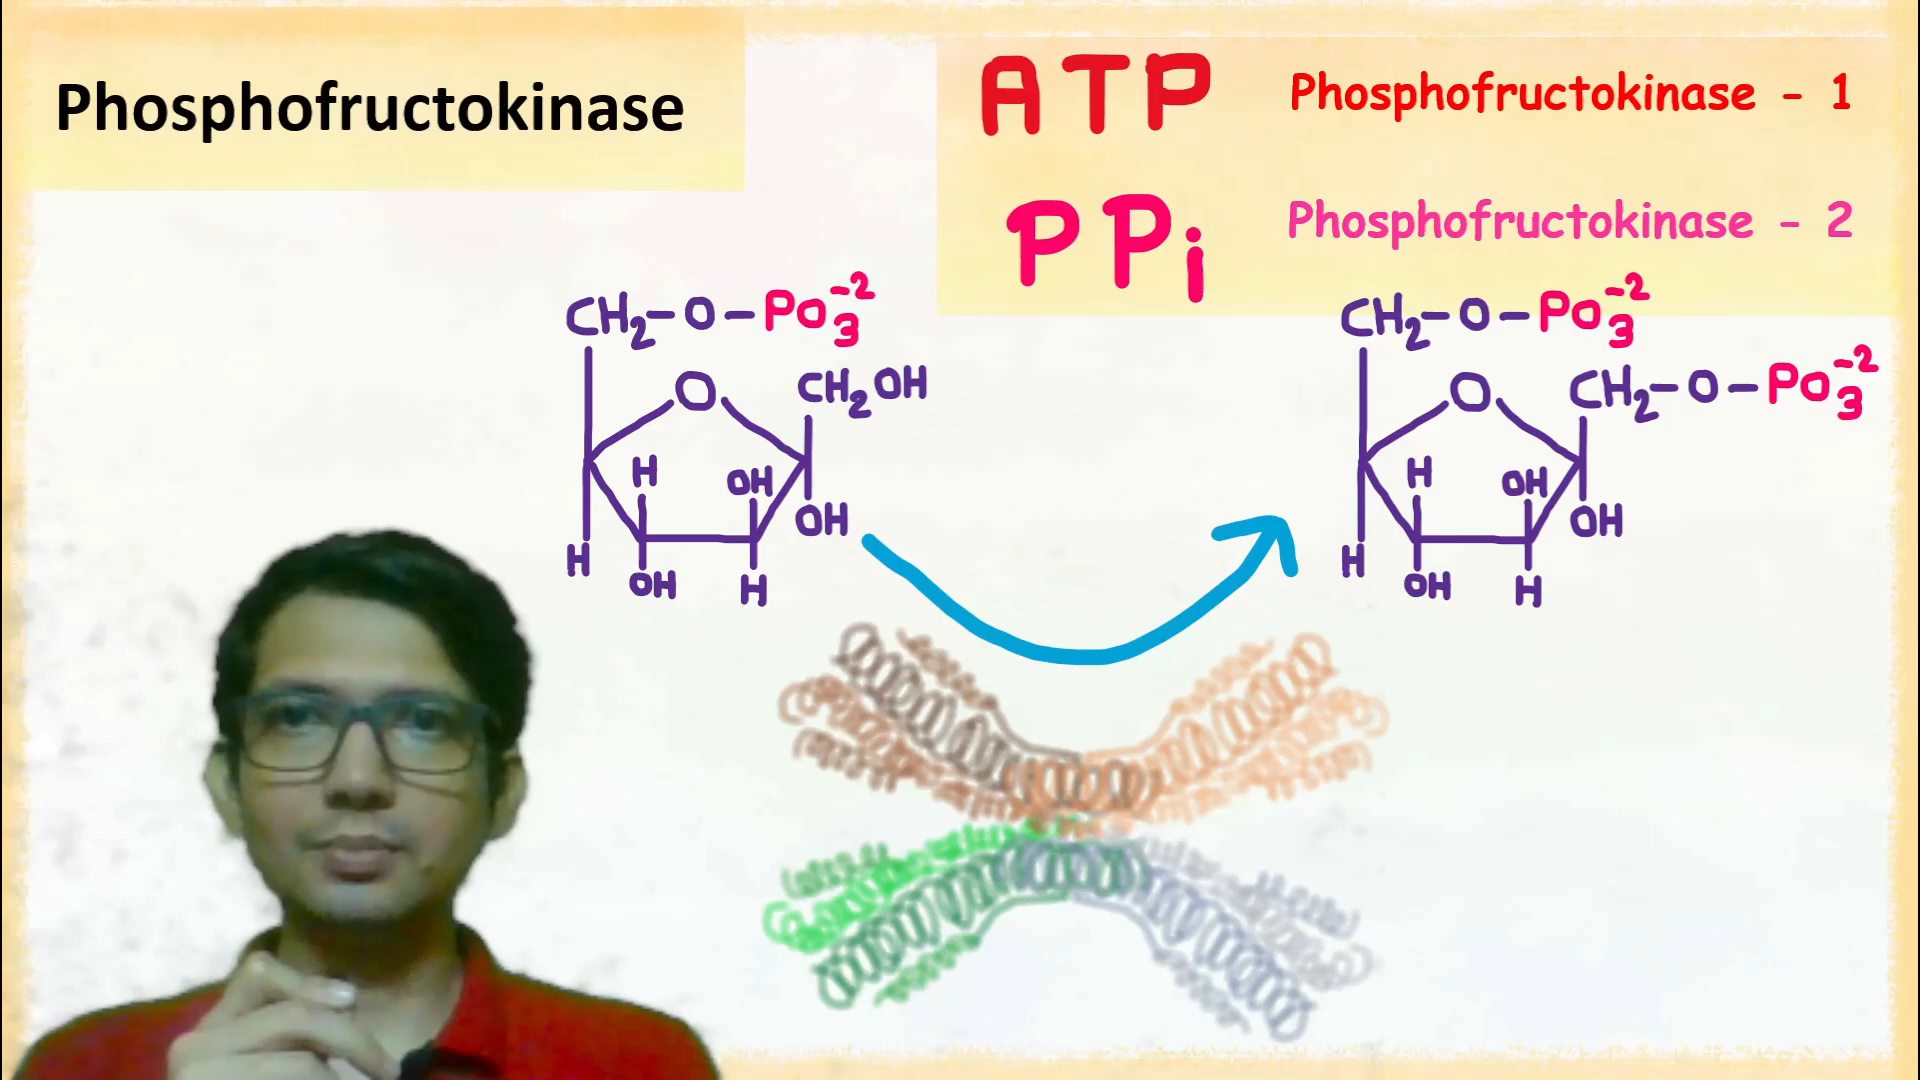 Phosphofructokinase
ATP Phosphofructokinase - 1
PPi Phosphofructokinase - 2
CH₂-O-PO₃⁻²
CH₂OH
O
H
OH
OH
H
OH
H
CH₂-O-PO₃⁻²
CH₂-O-PO₃⁻²
O
H
OH
OH
H
OH
H